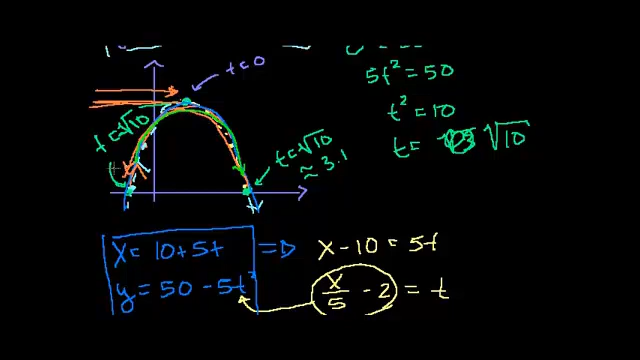 t=0
5t² = 50
t² = 10
t = √10
t=√10
t=√10
≈ 3.1
x = 10 + 5t ⇒ x - 10 = 5t
y = 50 - 5t² x/5 - 2 = t